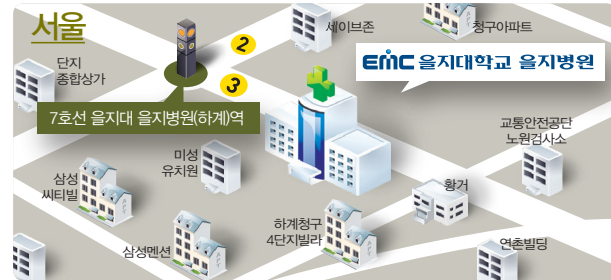 서울
2
세이브존
청구아파트
단지
종합상가
3
EMC 을지대학교 을지병원
7호선 을지대 을지병원(하계)역
교통안전공단
노원검사소
미성
유치원
삼성
씨티빌
황거
하계청구
4단지빌라
삼성멘션
연촌빌딩